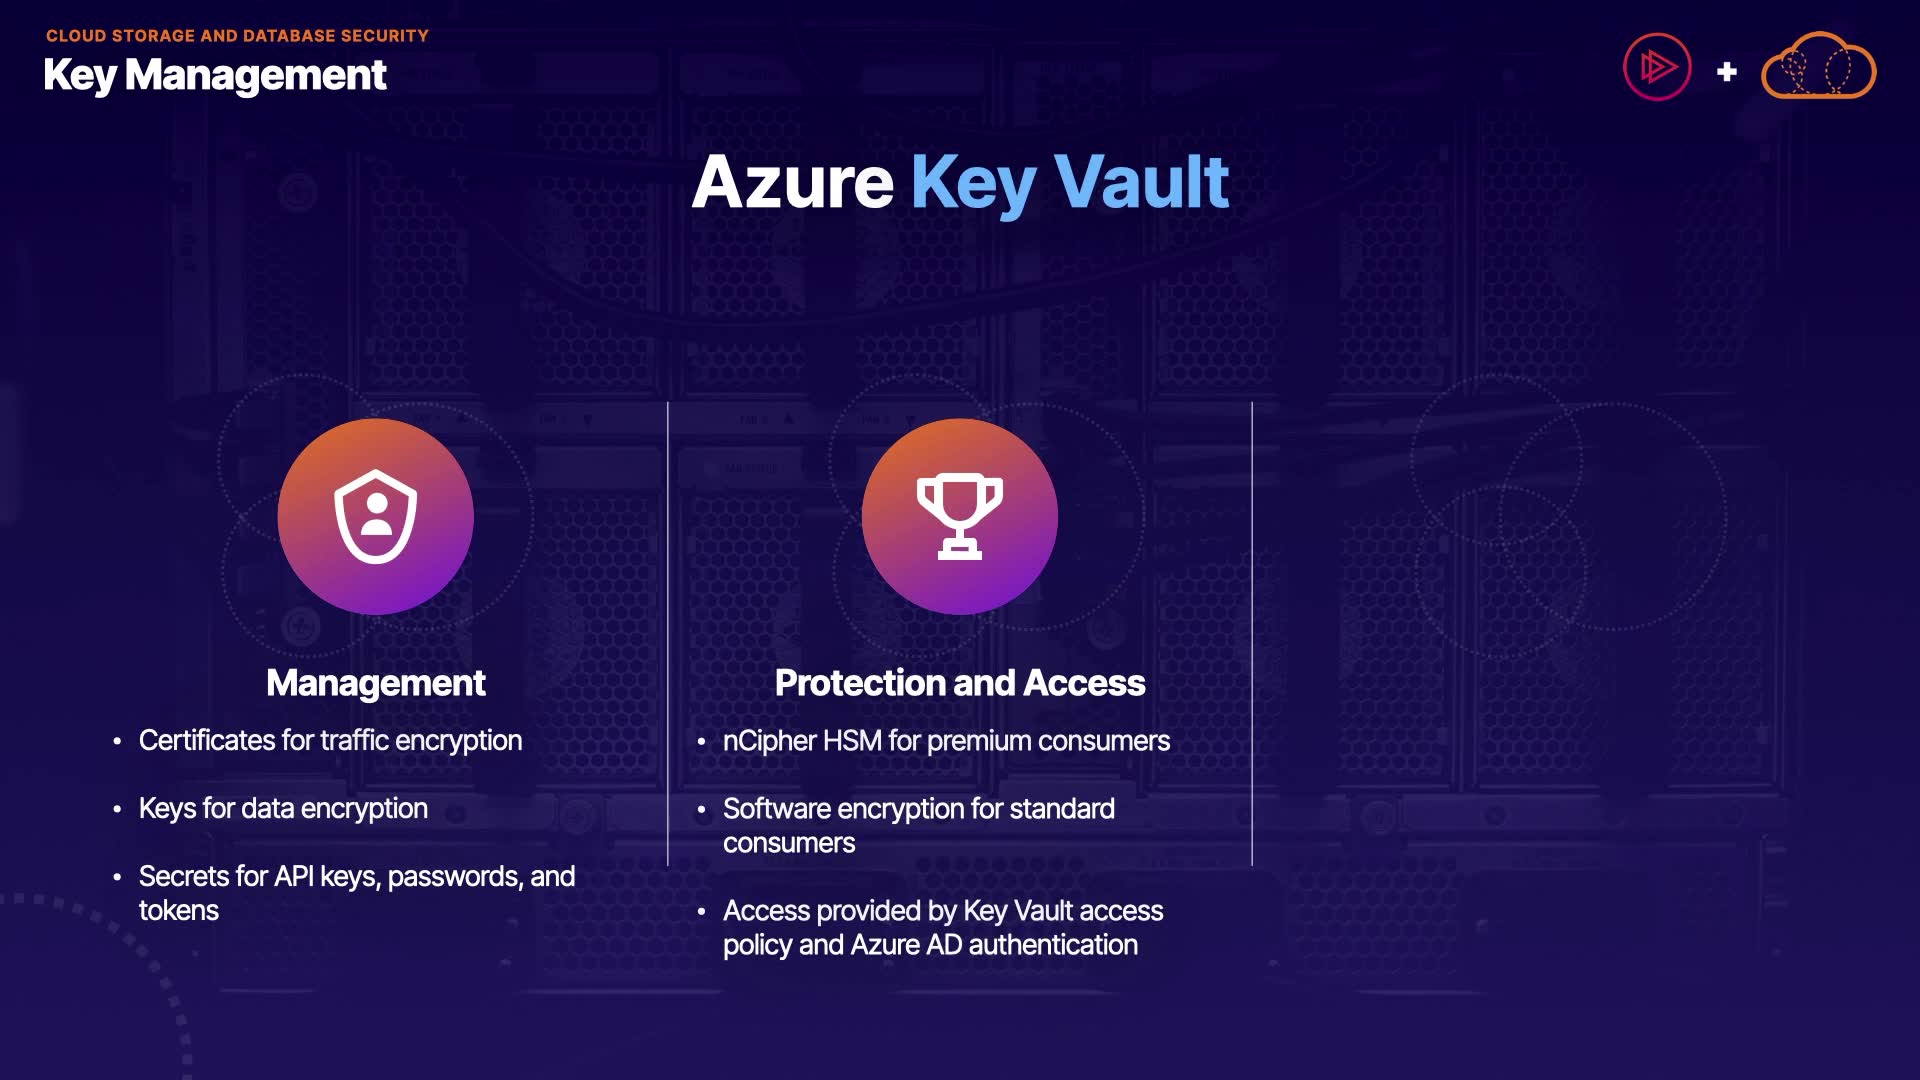 CLOUD STORAGE AND DATABASE SECURITY
Key Management
Azure Key Vault
Management
• Certificates for traffic encryption
• Keys for data encryption
• Secrets for API keys, passwords, and
tokens
Protection and Access
• nCipher HSM for premium consumers
• Software encryption for standard
consumers
• Access provided by Key Vault access
policy and Azure AD authentication